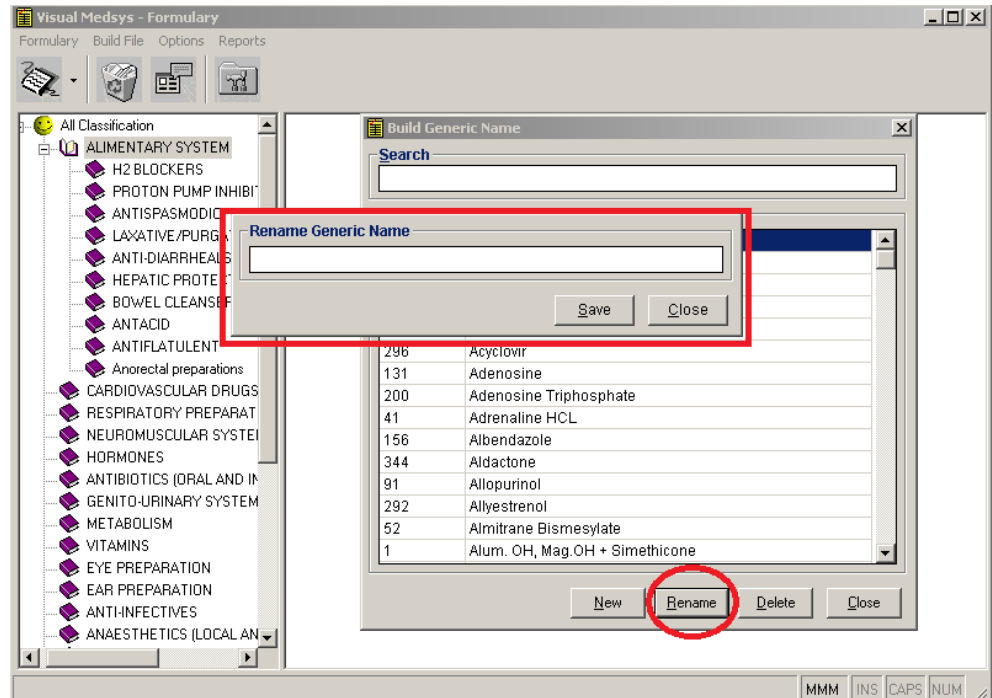 Visual Medsys - Formulary
Formulary Build File Options Reports
All Classification
ALIMENTARY SYSTEM
H2 BLOCKERS
PROTON PUMP INHIBI
ANTISPASMODIC
LAXATIVE/PURGA
ANTI-DIARRHEALS
HEPATIC PROTECT
BOWEL CLEANSER
ANTACID
ANTIFLATULENT
Anorectal preparations
CARDIOVASCULAR DRUGS
RESPIRATORY PREPARAT
NEUROMUSCULAR SYSTEI
HORMONES
ANTIBIOTICS (ORAL AND IN
GENITO-URINARY SYSTEM
METABOLISM
VITAMINS
EYE PREPARATION
EAR PREPARATION
ANTI-INFECTIVES
ANAESTHETICS (LOCAL AN
Build Generic Name
Search
Rename Generic Name
Save Close
296 Acyclovir
131 Adenosine
200 Adenosine Triphosphate
41 Adrenaline HCL
156 Albendazole
344 Aldactone
91 Allopurinol
292 Allyestrenol
52 Almitrane Bismesylate
1 Alum. OH, Mag.OH + Simethicone
New Rename Delete Close
MMM INS CAPS NUM